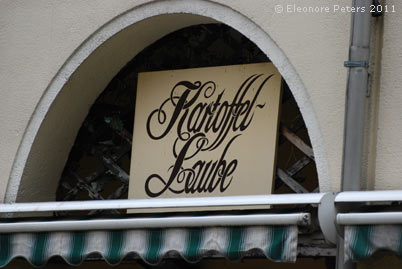 © Eleonore Peters 2011
Kartoffel-
Laube